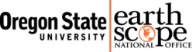 Oregon State
UNIVERSITY
earth
scope
NATIONAL OFFICE